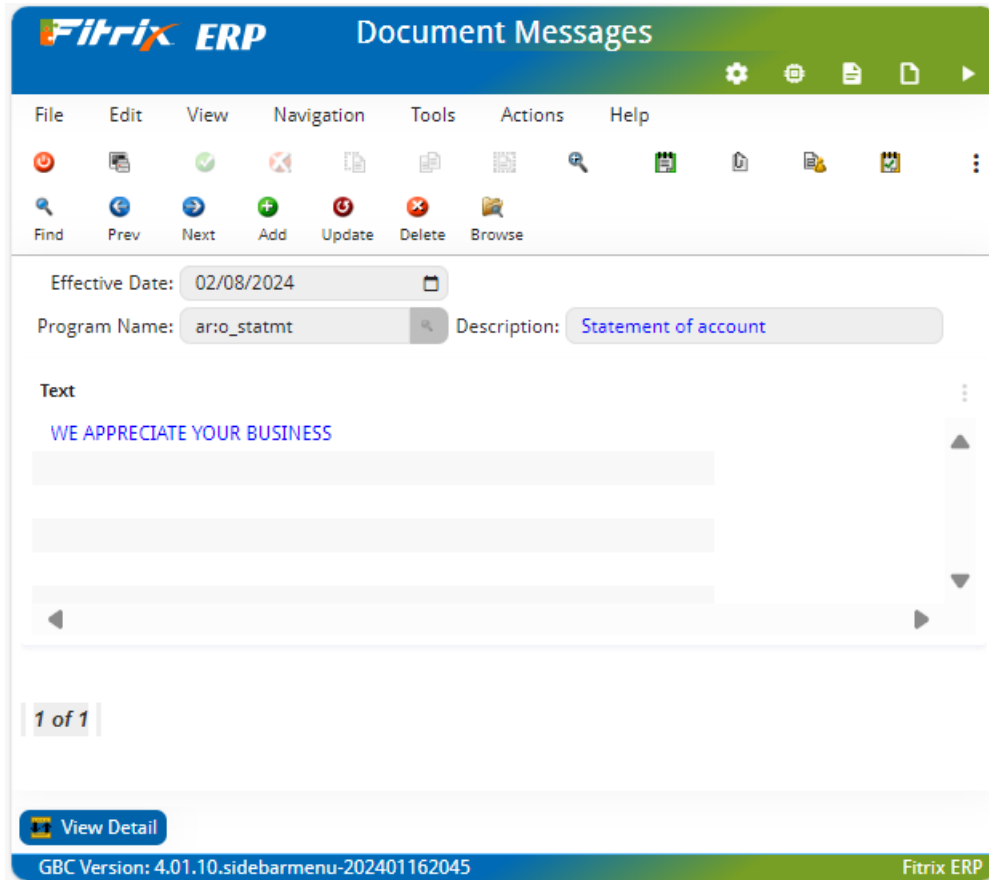 Fitrix ERP Document Messages
File Edit View Navigation Tools Actions Help
Find Prev Next Add Update Delete Browse
Effective Date: 02/08/2024
Program Name: ar:o_statmt Description: Statement of account
Text
WE APPRECIATE YOUR BUSINESS
1 of 1
View Detail
GBC Version: 4.01.10.sidebarmenu-202401162045 Fitrix ERP